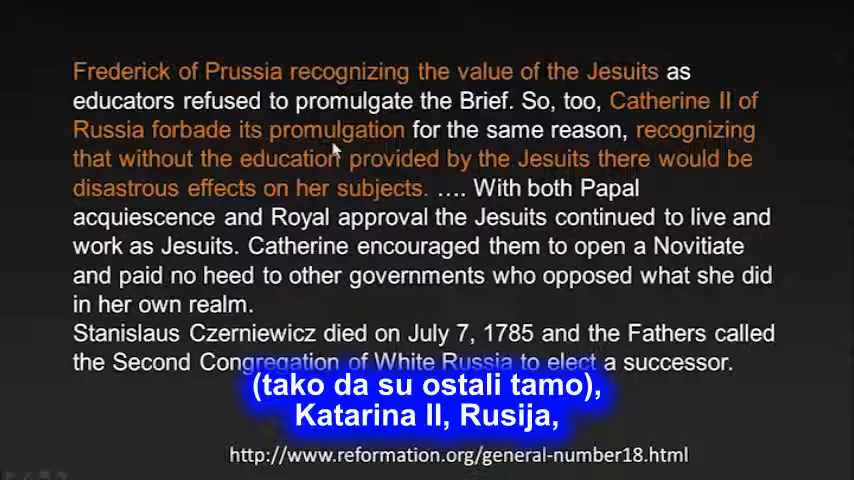 Frederick of Prussia recognizing the value of the Jesuits as
educators refused to promulgate the Brief. So, too, Catherine II of
Russia forbade its promulgation for the same reason, recognizing
that without the education provided by the Jesuits there would be
disastrous effects on her subjects. …. With both Papal
acquiescence and Royal approval the Jesuits continued to live and
work as Jesuits. Catherine encouraged them to open a Novitiate
and paid no heed to other governments who opposed what she did
in her own realm.
Stanislaus Czerniewicz died on July 7, 1785 and the Fathers called
the Second Congregation of White Russia to elect a successor.
(tako da su ostali tamo),
Katarina II, Rusija,
http://www.reformation.org/general-number18.html